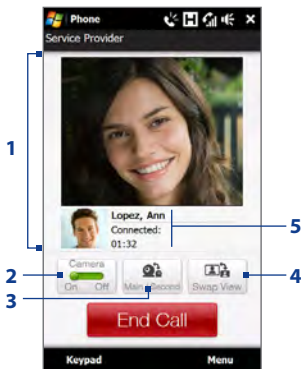 Phone
Service Provider
1
Lopez, Ann
Connected:
01:32
5
Camera
On Off
Main/Second
Swap View
2
3
4
End Call
Keypad Menu